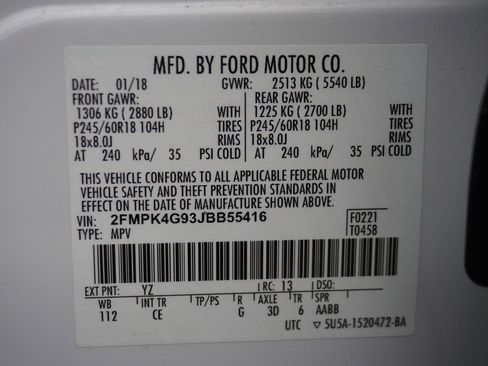 MFD. BY FORD MOTOR CO.
DATE: 01/18 GVWR: 2513 KG ( 5540 LB)
FRONT GAWR: REAR GAWR:
1306 KG ( 2880 LB) WITH 1225 KG ( 2700 LB) WITH
P245/60R18 104H TIRES P245/60R18 104H TIRES
18x8.0J RIMS 18x8.0J RIMS
AT 240 kPa/ 35 PSI COLD AT 240 kPa/ 35 PSI COLD
THIS VEHICLE CONFORMS TO ALL APPLICABLE FEDERAL MOTOR
VEHICLE SAFETY AND THEFT PREVENTION STANDARDS IN
EFFECT ON THE DATE OF MANUFACTURE SHOWN ABOVE.
VIN: 2FMPK4G93JBB55416 F0221
TYPE: MPV T0458
EXT PNT: YZ RC: 13 DSO:
WB INT TR TP/PS R AXLE TR SPR
112 CE G 3D 6 AABB
UTC 5U5A-1520472-BA